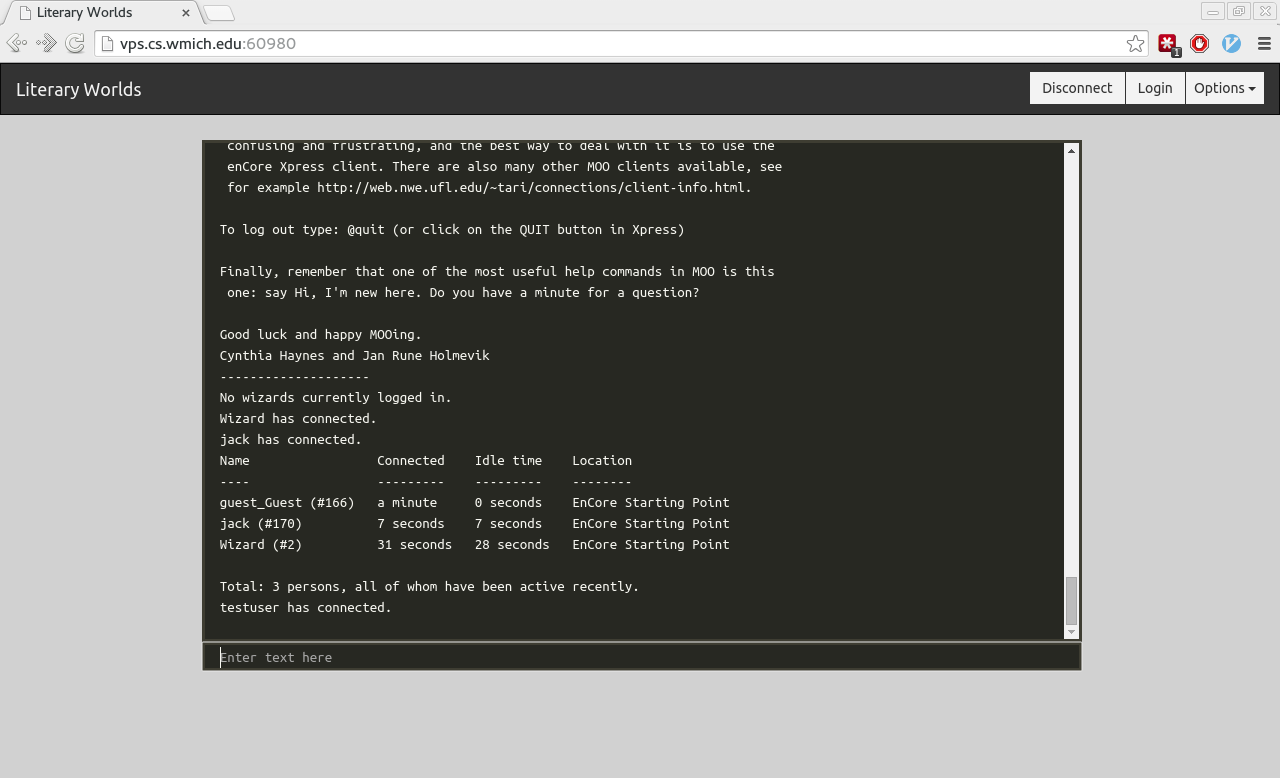 Literary Worlds
vps.cs.wmich.edu:60980
1
Literary Worlds
Disconnect Login Options
confusing and frustrating, and the best way to deal with it is to use the
enCore Xpress client. There are also many other MOO clients available, see
for example http://web.nwe.ufl.edu/~tari/connections/client-info.html.
To log out type: @quit (or click on the QUIT button in Xpress)
Finally, remember that one of the most useful help commands in MOO is this
one: say Hi, I'm new here. Do you have a minute for a question?
Good luck and happy MOOing.
Cynthia Haynes and Jan Rune Holmevik
--------------------
No wizards currently logged in.
Wizard has connected.
jack has connected.
Name Connected Idle time Location
---- --------- --------- --------
guest_Guest (#166) a minute 0 seconds EnCore Starting Point
jack (#170) 7 seconds 7 seconds EnCore Starting Point
Wizard (#2) 31 seconds 28 seconds EnCore Starting Point
Total: 3 persons, all of whom have been active recently.
testuser has connected.
Enter text here